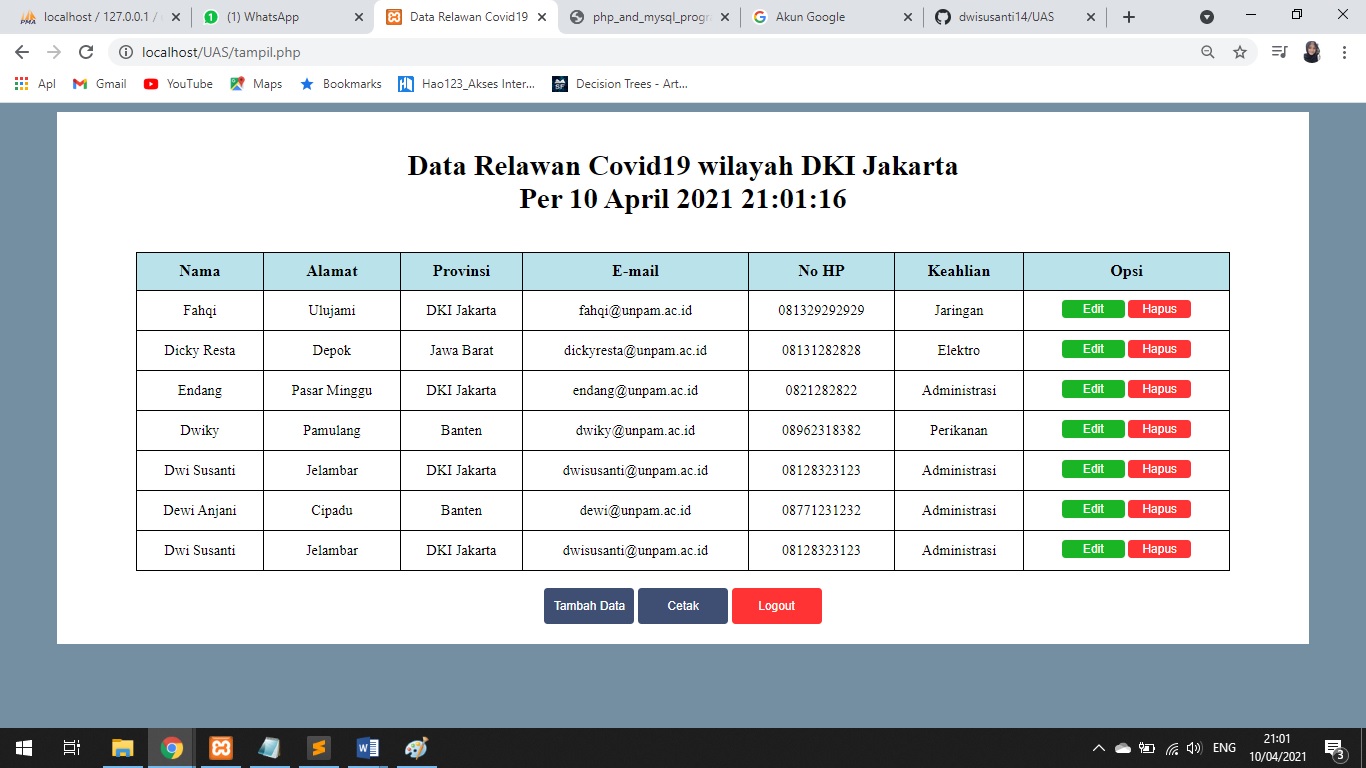 localhost / 127.0.0.1 /
(1) WhatsApp
Data Relawan Covid19
php_and_mysql_progr
Akun Google
dwisusanti14/UAS
localhost/UAS/tampil.php
Apl
Gmail
YouTube
Maps
Bookmarks
Hao123_Akses Inter...
Decision Trees - Art...
Data Relawan Covid19 wilayah DKI Jakarta
Per 10 April 2021 21:01:16
Nama Alamat Provinsi E-mail No HP Keahlian Opsi
Fahqi Ulujami DKI Jakarta fahqi@unpam.ac.id 081329292929 Jaringan Edit Hapus
Dicky Resta Depok Jawa Barat dickyresta@unpam.ac.id 08131282828 Elektro Edit Hapus
Endang Pasar Minggu DKI Jakarta endang@unpam.ac.id 0821282822 Administrasi Edit Hapus
Dwiky Pamulang Banten dwiky@unpam.ac.id 08962318382 Perikanan Edit Hapus
Dwi Susanti Jelambar DKI Jakarta dwisusanti@unpam.ac.id 08128323123 Administrasi Edit Hapus
Dewi Anjani Cipadu Banten dewi@unpam.ac.id 08771231232 Administrasi Edit Hapus
Dwi Susanti Jelambar DKI Jakarta dwisusanti@unpam.ac.id 08128323123 Administrasi Edit Hapus
Tambah Data Cetak Logout
ENG
21:01
10/04/2021
3